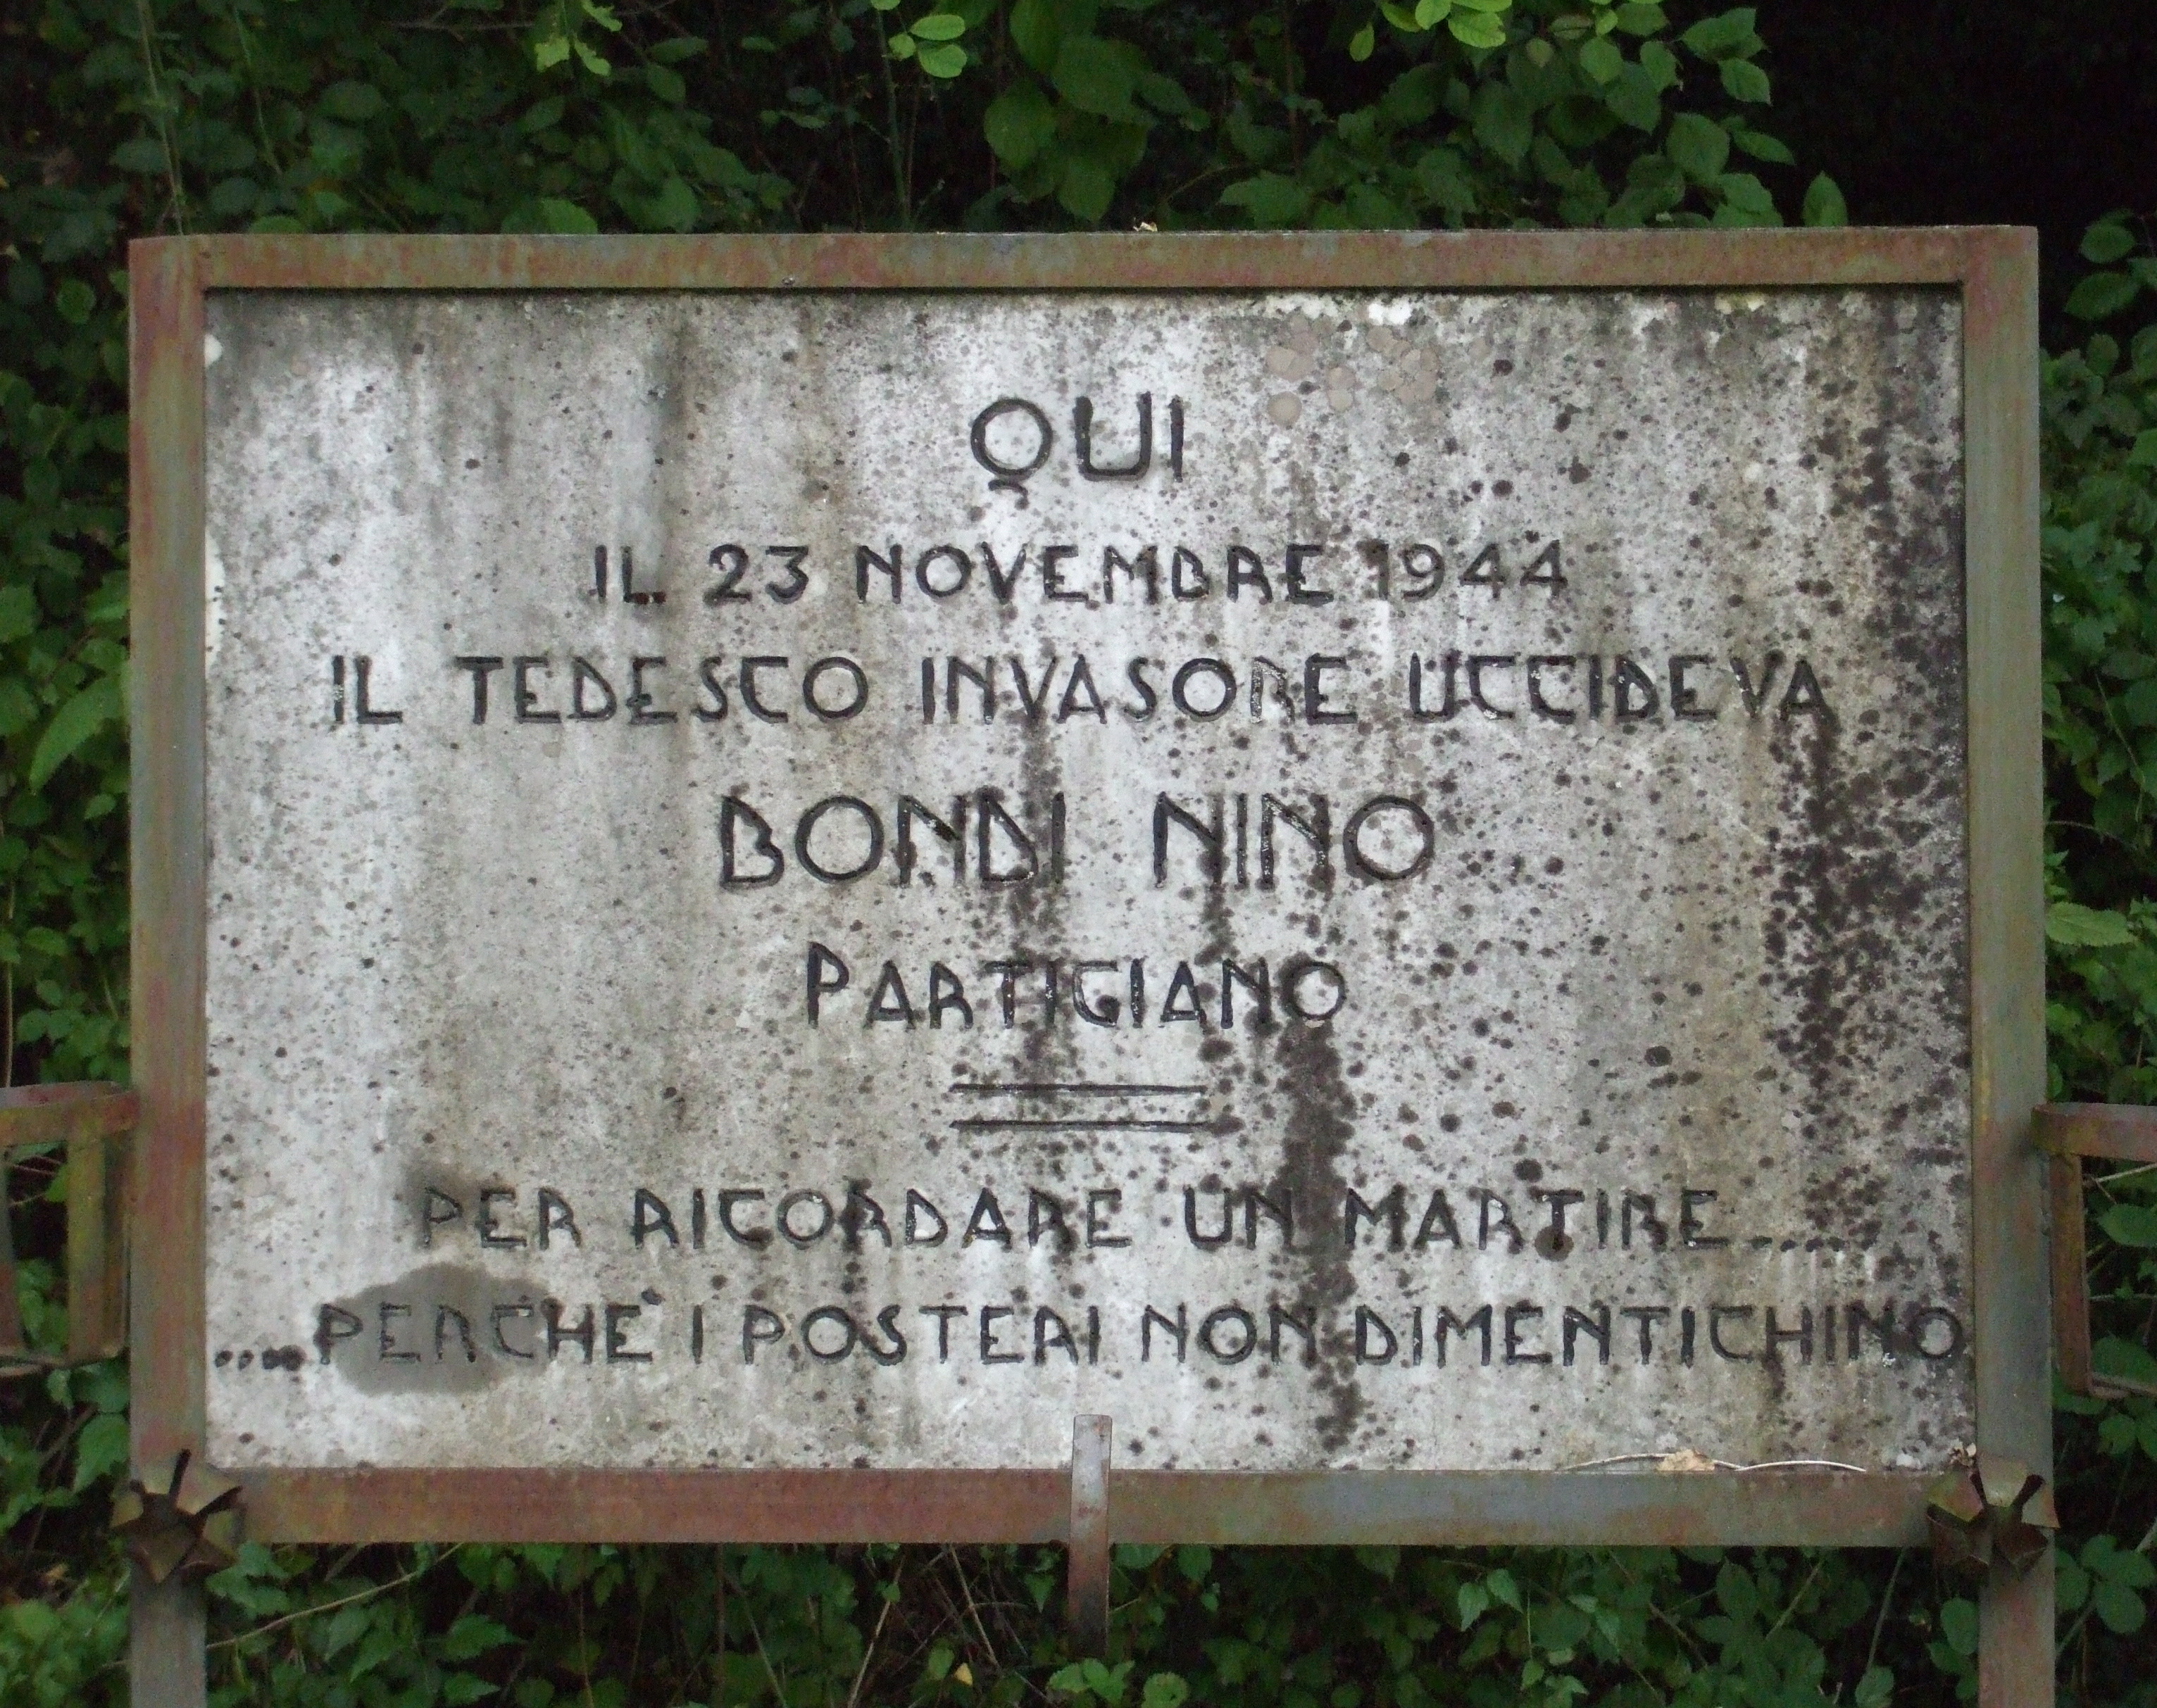 QUI
IL 23 NOVEMBRE 1944
IL TEDESCO INVASORE UCCIDEVA
BONDI NINO
PARTIGIANO
PER RICORDARE UN MARTIRE.....
....PERCHE' I POSTERI NON DIMENTICHINO